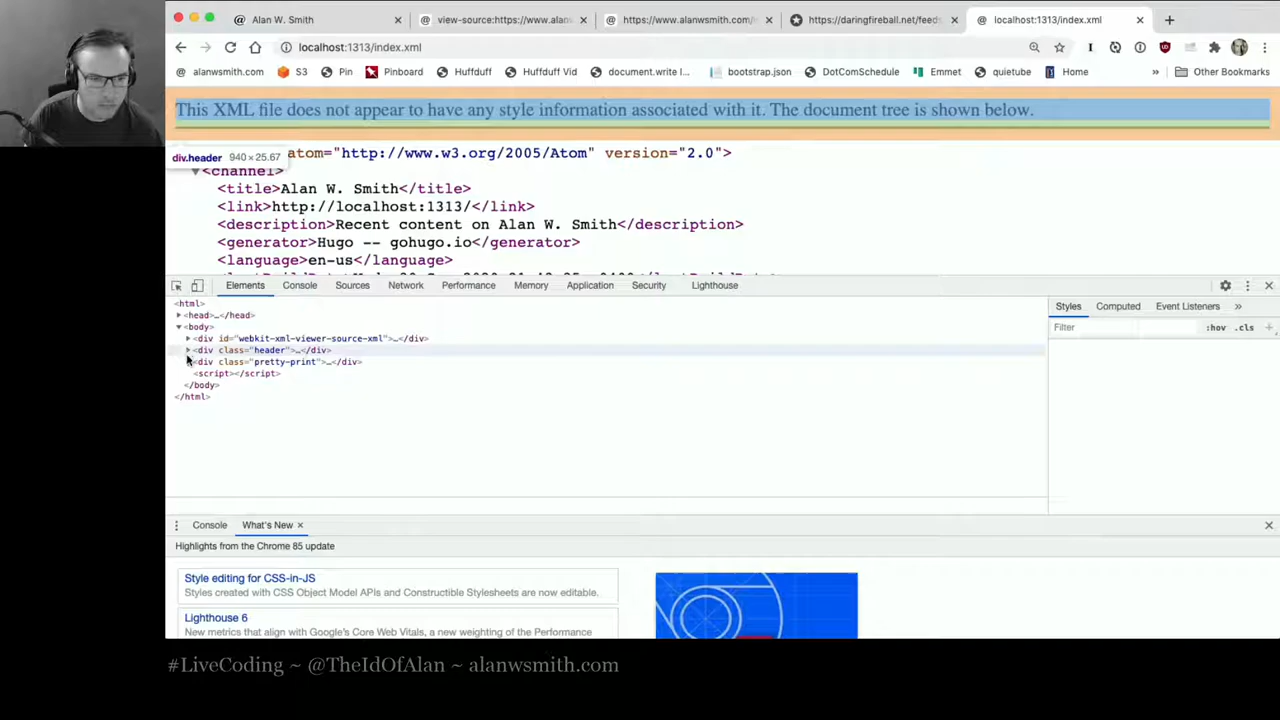 Alan W. Smith
view-source:https://www.alan
https://www.alanwsmith.com/
https://daringfireball.net/feeds
localhost:1313/index.xml
localhost:1313/index.xml
alanwsmith.com
S3
Pin
Pinboard
Huffduff
Huffduff Vid
document.write l...
bootstrap.json
DotComSchedule
Emmet
quietube
Home
»
Other Bookmarks
This XML file does not appear to have any style information associated with it. The document tree is shown below.
div.header 940×25.67
atom="http://www.w3.org/2005/Atom" version="2.0">
▼<channel>
<title>Alan W. Smith</title>
<link>http://localhost:1313/</link>
<description>Recent content on Alan W. Smith</description>
<generator>Hugo -- gohugo.io</generator>
<language>en-us</language>
Elements Console Sources Network Performance Memory Application Security Lighthouse
<html>
<head>…</head>
<body>
<div id="webkit-xml-viewer-source-xml">…</div>
<div class="header">…</div>
<div class="pretty-print">…</div>
<script></script>
</body>
</html>
Styles Computed Event Listeners »
Filter :hov .cls +
Console What's New ×
Highlights from the Chrome 85 update
Style editing for CSS-in-JS
Styles created with CSS Object Model APIs and Constructible Stylesheets are now editable.
Lighthouse 6
New metrics that align with Google's Core Web Vitals, a new weighting of the Performance
#LiveCoding ~ @TheIdOfAlan ~ alanwsmith.com